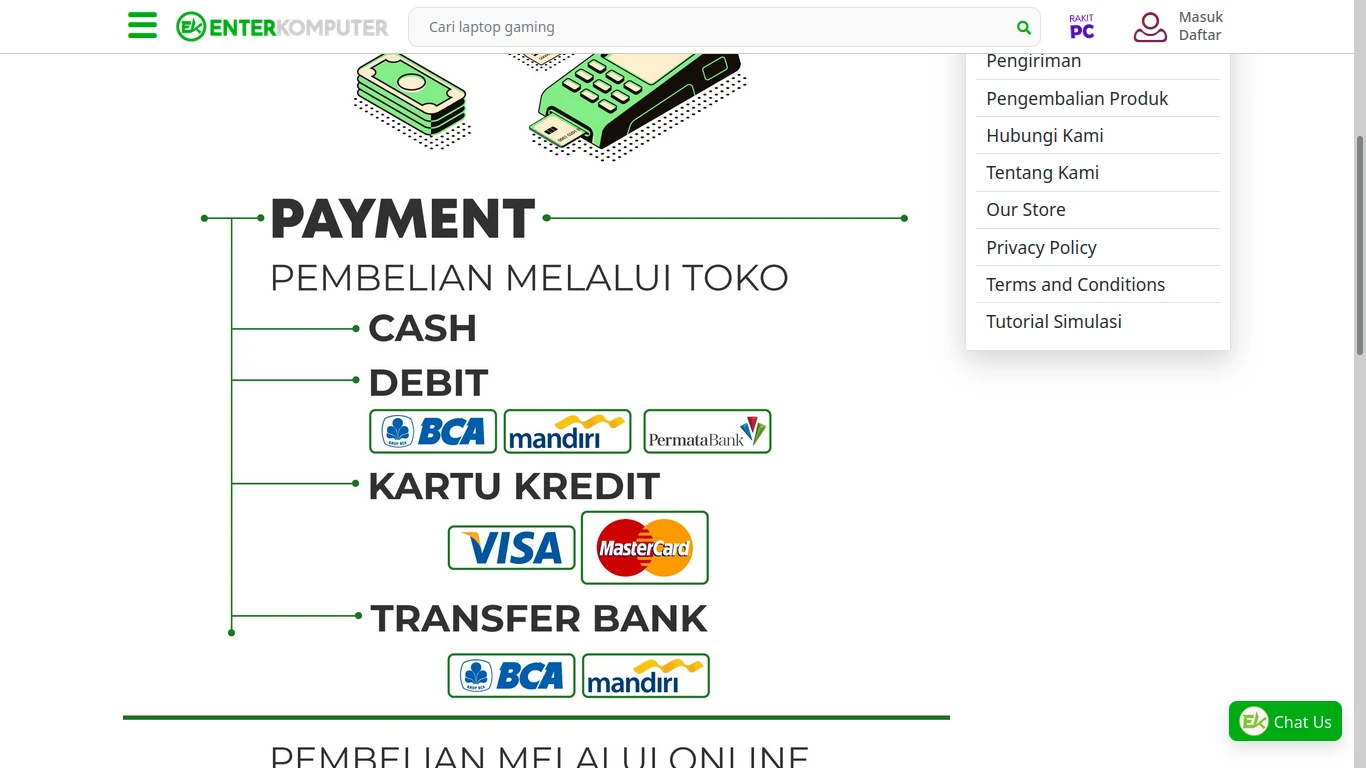 EK ENTERKOMPUTER
Cari laptop gaming
RAKIT
PC
Masuk
Daftar
Pengiriman
Pengembalian Produk
Hubungi Kami
Tentang Kami
Our Store
Privacy Policy
Terms and Conditions
Tutorial Simulasi
PAYMENT
PEMBELIAN MELALUI TOKO
CASH
DEBIT
BCA mandiri PermataBank
KARTU KREDIT
VISA MasterCard
TRANSFER BANK
BCA mandiri
PEMBELIAN MELALUI ONLINE
EK Chat Us